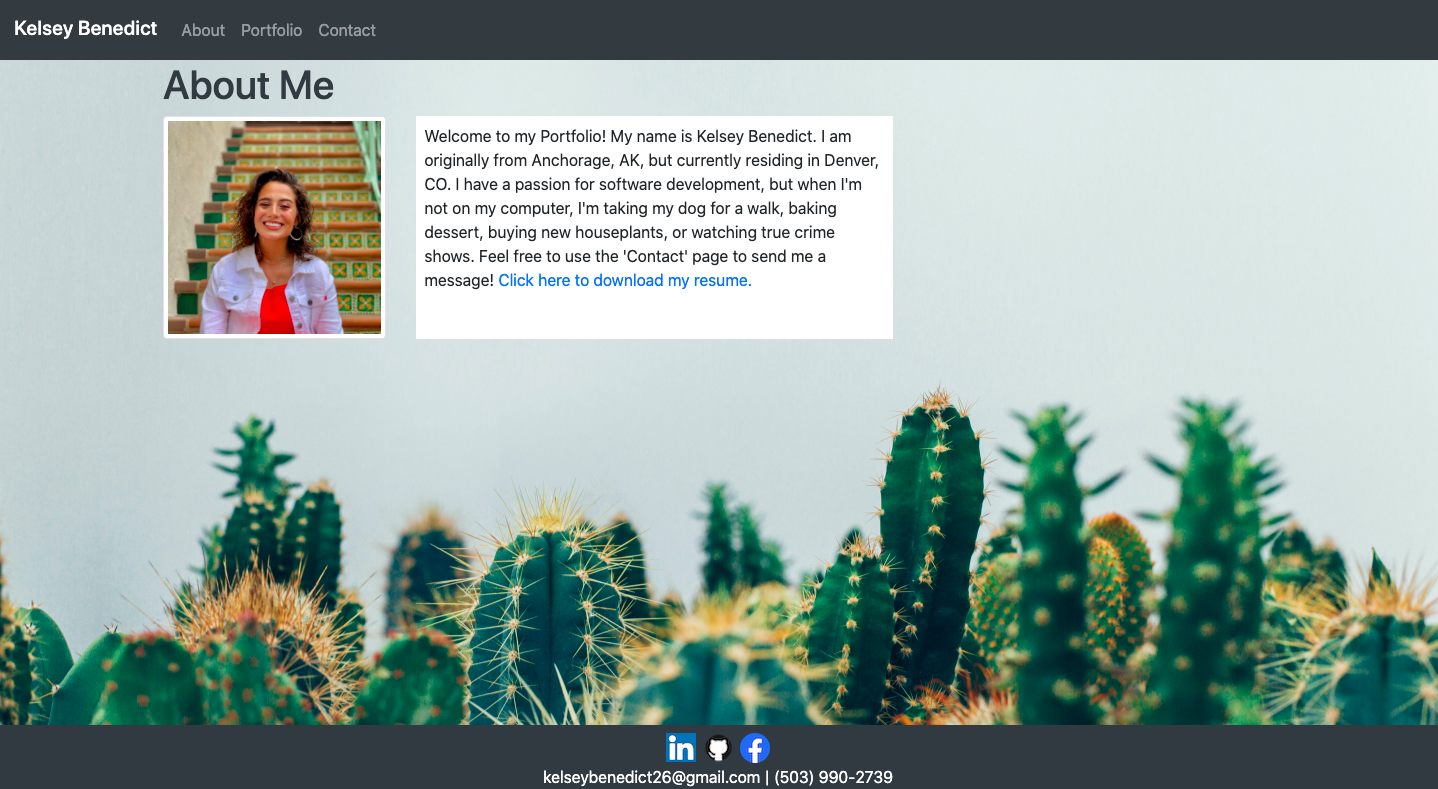 Kelsey Benedict About Portfolio Contact
About Me
Welcome to my Portfolio! My name is Kelsey Benedict. I am
originally from Anchorage, AK, but currently residing in Denver,
CO. I have a passion for software development, but when I'm
not on my computer, I'm taking my dog for a walk, baking
dessert, buying new houseplants, or watching true crime
shows. Feel free to use the 'Contact' page to send me a
message! Click here to download my resume.
in f
kelseybenedict26@gmail.com | (503) 990-2739